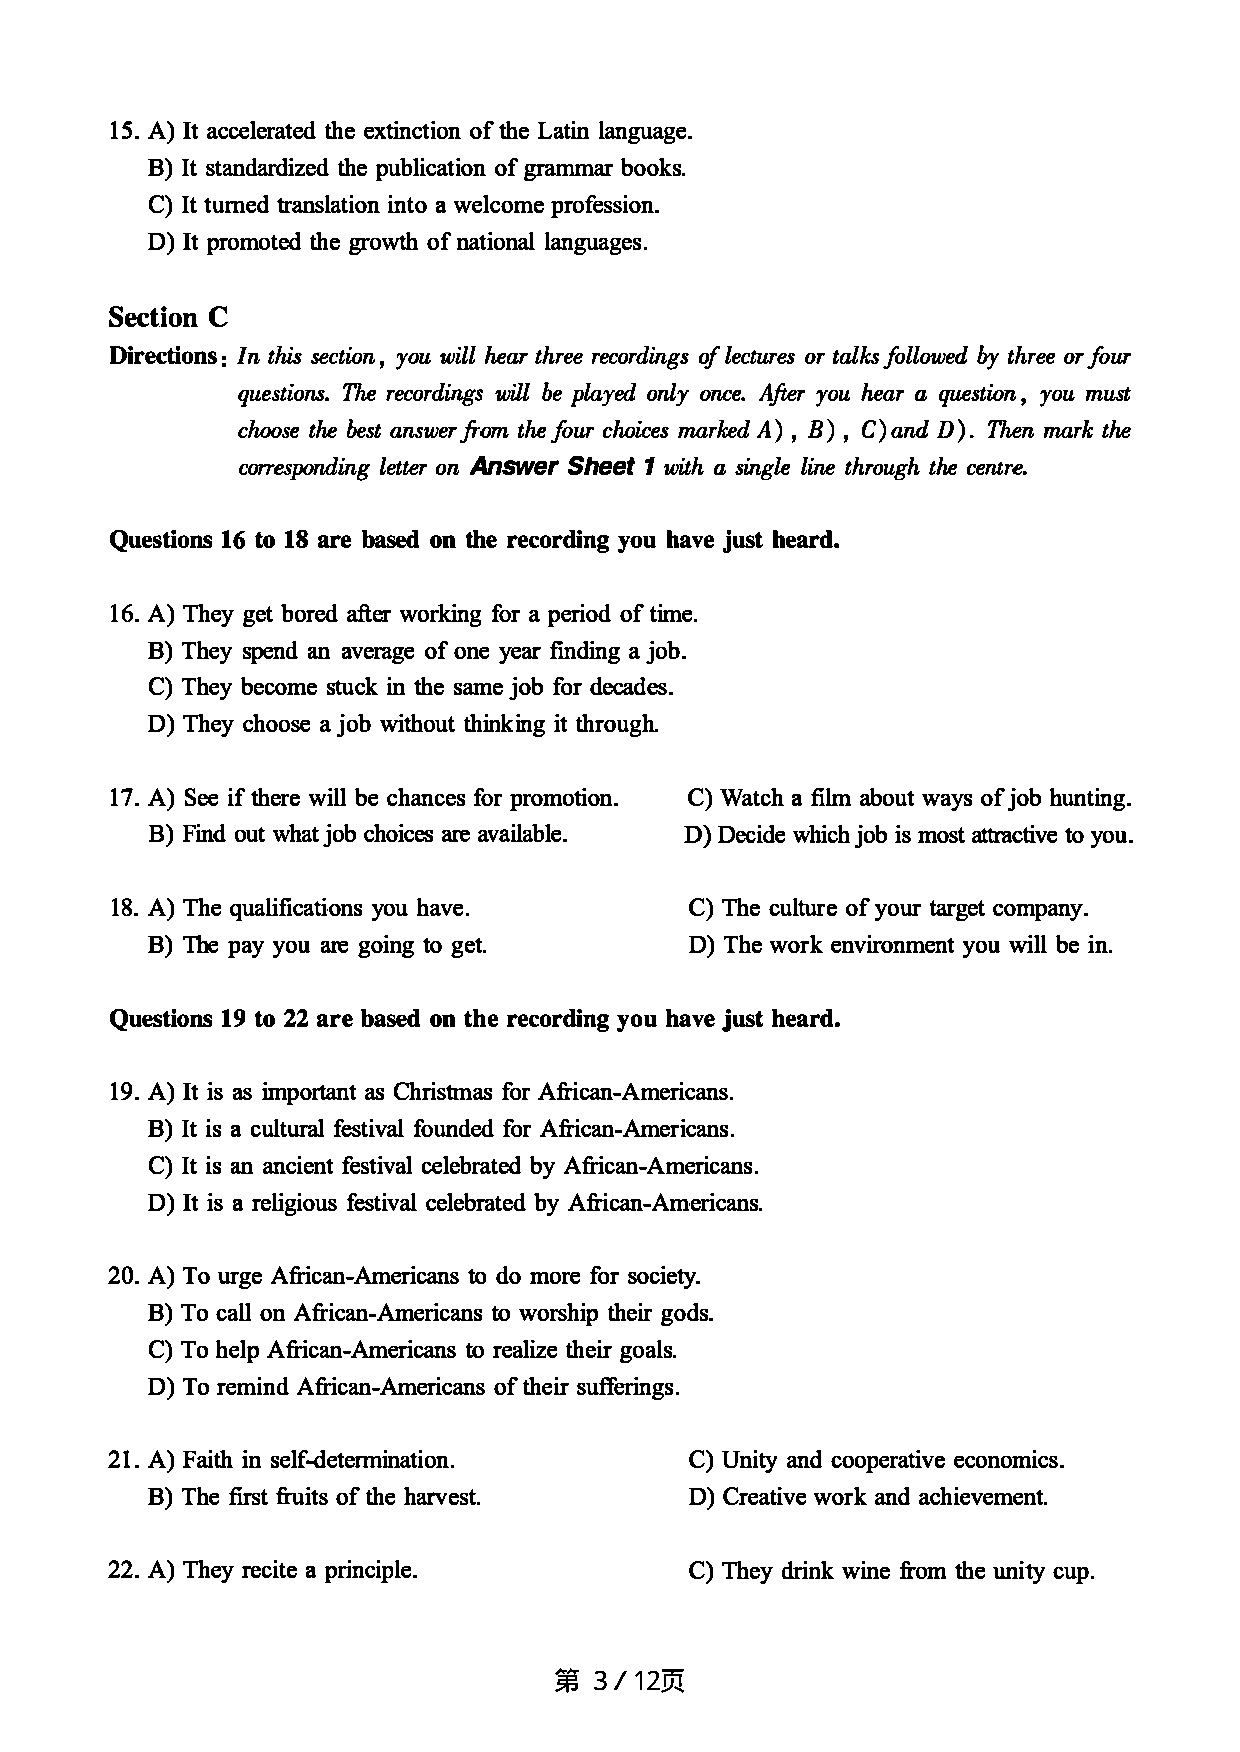 15. A) It accelerated the extinction of the Latin language.
B) It standardized the publication of grammar books.
C) It turned translation into a welcome profession.
D) It promoted the growth of national languages.
Section C
Directions: In this section, you will hear three recordings of lectures or talks followed by three or four
questions. The recordings will be played only once. After you hear a question, you must
choose the best answer from the four choices marked A), B), C) and D). Then mark the
corresponding letter on Answer Sheet 1 with a single line through the centre.
Questions 16 to 18 are based on the recording you have just heard.
16. A) They get bored after working for a period of time.
B) They spend an average of one year finding a job.
C) They become stuck in the same job for decades.
D) They choose a job without thinking it through.
17. A) See if there will be chances for promotion. C) Watch a film about ways of job hunting.
B) Find out what job choices are available. D) Decide which job is most attractive to you.
18. A) The qualifications you have. C) The culture of your target company.
B) The pay you are going to get. D) The work environment you will be in.
Questions 19 to 22 are based on the recording you have just heard.
19. A) It is as important as Christmas for African-Americans.
B) It is a cultural festival founded for African-Americans.
C) It is an ancient festival celebrated by African-Americans.
D) It is a religious festival celebrated by African-Americans.
20. A) To urge African-Americans to do more for society.
B) To call on African-Americans to worship their gods.
C) To help African-Americans to realize their goals.
D) To remind African-Americans of their sufferings.
21. A) Faith in self-determination. C) Unity and cooperative economics.
B) The first fruits of the harvest. D) Creative work and achievement.
22. A) They recite a principle. C) They drink wine from the unity cup.
第 3 / 12页